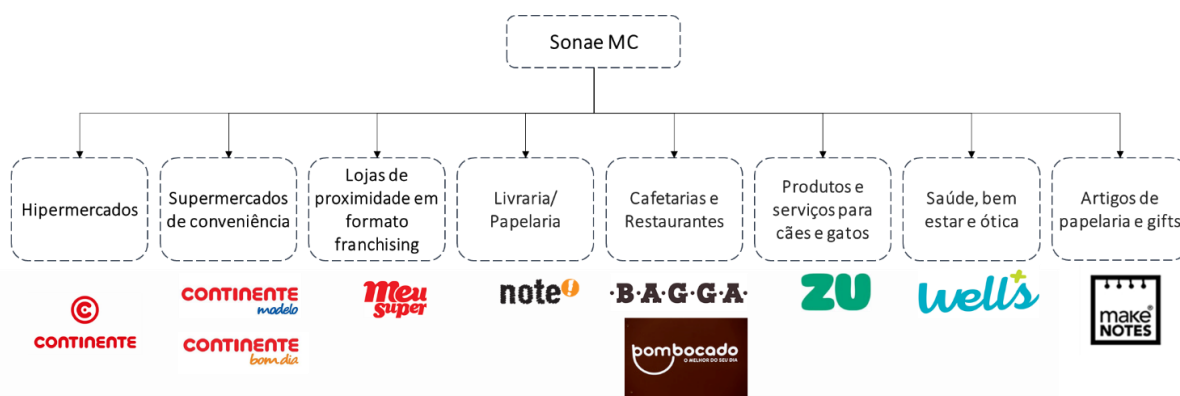 Sonae MC
Hipermercados
Supermercados
de conveniência
Lojas de
proximidade em
formato
franchising
Livraria/
Papelaria
Cafetarias e
Restaurantes
Produtos e
serviços para
cães e gatos
Saúde, bem
estar e ótica
Artigos de
papelaria e gifts
C
CONTINENTE
CONTINENTE
modelo
CONTINENTE
bom dia
meu
super
note!
·B·A·G·G·A·
bombocado
O MELHOR DO SEU DIA
ZU
well's+
make®
NOTES